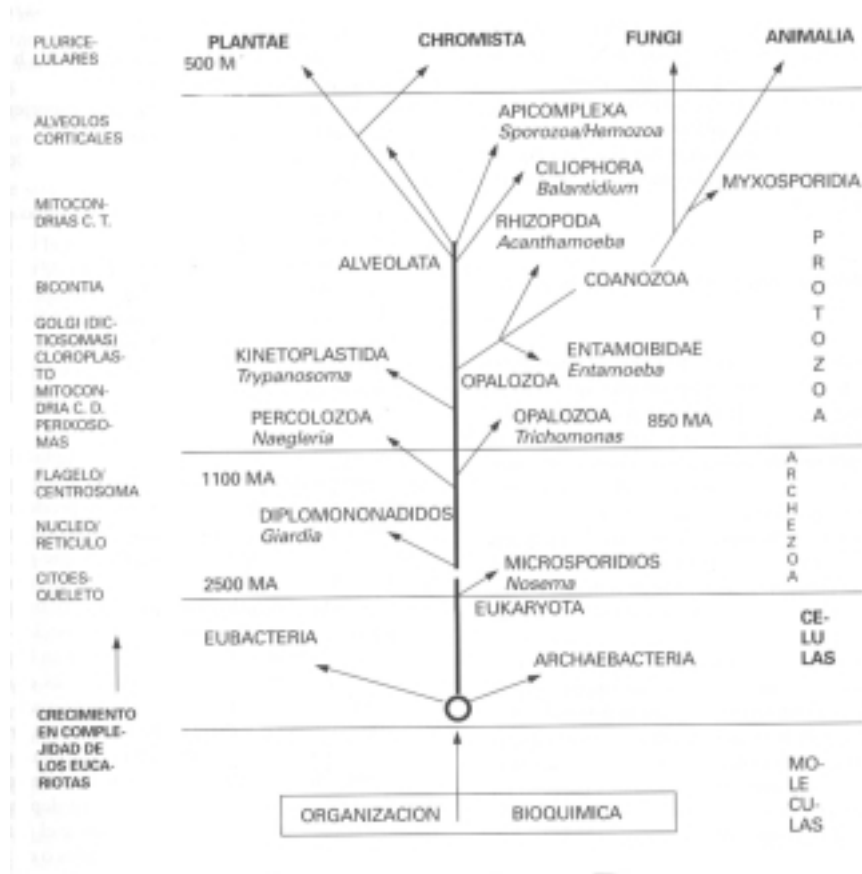 PLURICE-
LULARES
PLANTAE
CHROMISTA
FUNGI
ANIMALIA
500 M
ALVEOLOS
CORTICALES
APICOMPLEXA
Sporozoa/Hemozoa
CILIOPHORA
Balantidium
MYXOSPORIDIA
MITOCON-
DRIAS C. T.
RHIZOPODA
Acanthamoeba
ALVEOLATA
COANOZOA
BICONTIA
GOLGI (DIC-
TIOSOMAS)
CLOROPLAS-
TO
MITOCON-
DRIA C. D.
PERIXOSO-
MAS
KINETOPLASTIDA
Trypanosoma
ENTAMOIBIDAE
Entamoeba
OPALOZOA
PERCOLOZOA
Naegleria
OPALOZOA
Trichomonas
850 MA
P
R
O
T
O
Z
O
A
FLAGELO/
CENTROSOMA
1100 MA
A
R
C
H
E
Z
O
A
NUCLEO/
RETICULO
DIPLOMONONADIDOS
Giardia
CITOES-
QUELETO
2500 MA
MICROSPORIDIOS
Nosema
EUKARYOTA
EUBACTERIA
ARCHAEBACTERIA
CE-
LU
LAS
CRECIMIENTO
EN COMPLE-
JIDAD DE
LOS EUCA-
RIOTAS
ORGANIZACION BIOQUIMICA
MO-
LE
CU-
LAS